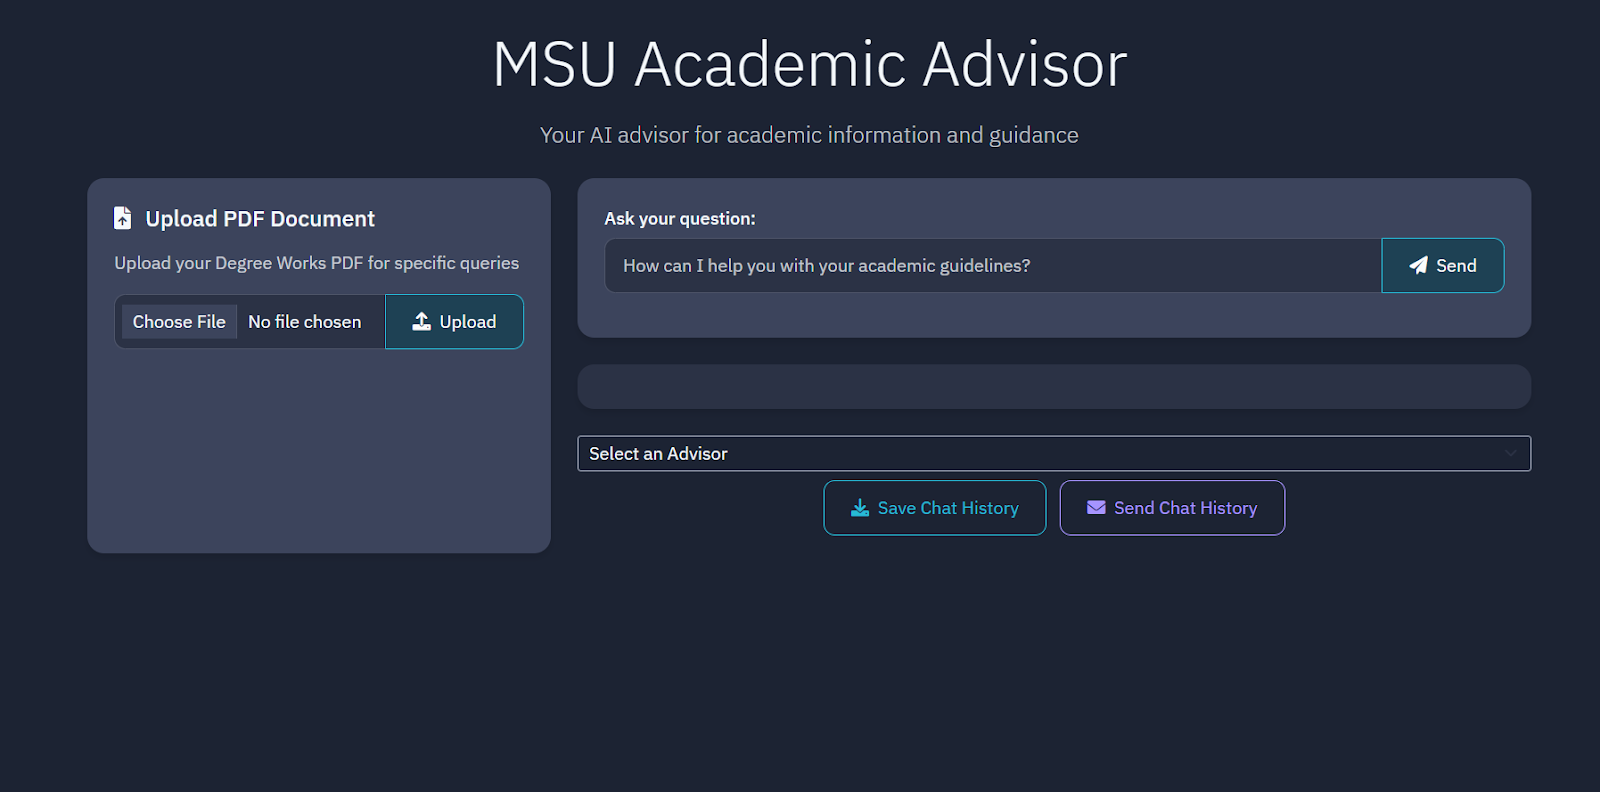 MSU Academic Advisor
Your AI advisor for academic information and guidance
Upload PDF Document
Upload your Degree Works PDF for specific queries
Choose File No file chosen Upload
Ask your question:
How can I help you with your academic guidelines? Send
Select an Advisor
Save Chat History Send Chat History